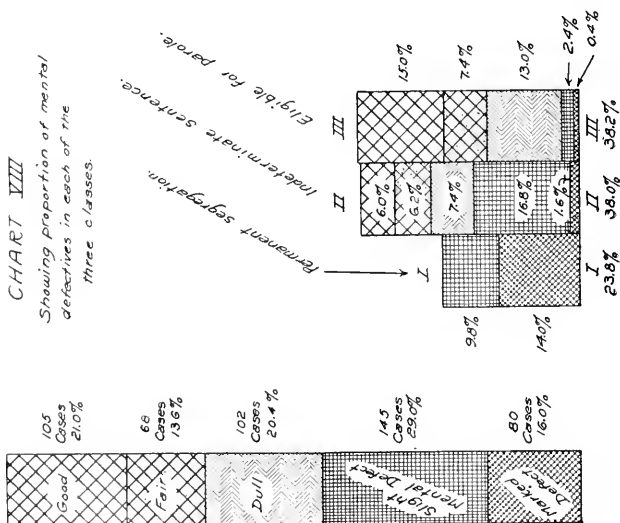 CHART VIII
Showing proportion of mental
defectives in each of the
three classes.
Good
105
Cases
21.0%
Fair
68
Cases
13.6%
Dull
102
Cases
20.4%
Slight
Mental Defect
145
Cases
29.0%
Marked
Defect
80
Cases
16.0%
Permanent segregation.
Indeterminate sentence.
Eligible for parole.
I
9.8%
14.0%
I
23.8%
II
6.0%
6.2%
7.4%
16.8%
1.6%
II
38.0%
III
15.0%
7.4%
13.0%
2.4%
0.4%
III
38.2%